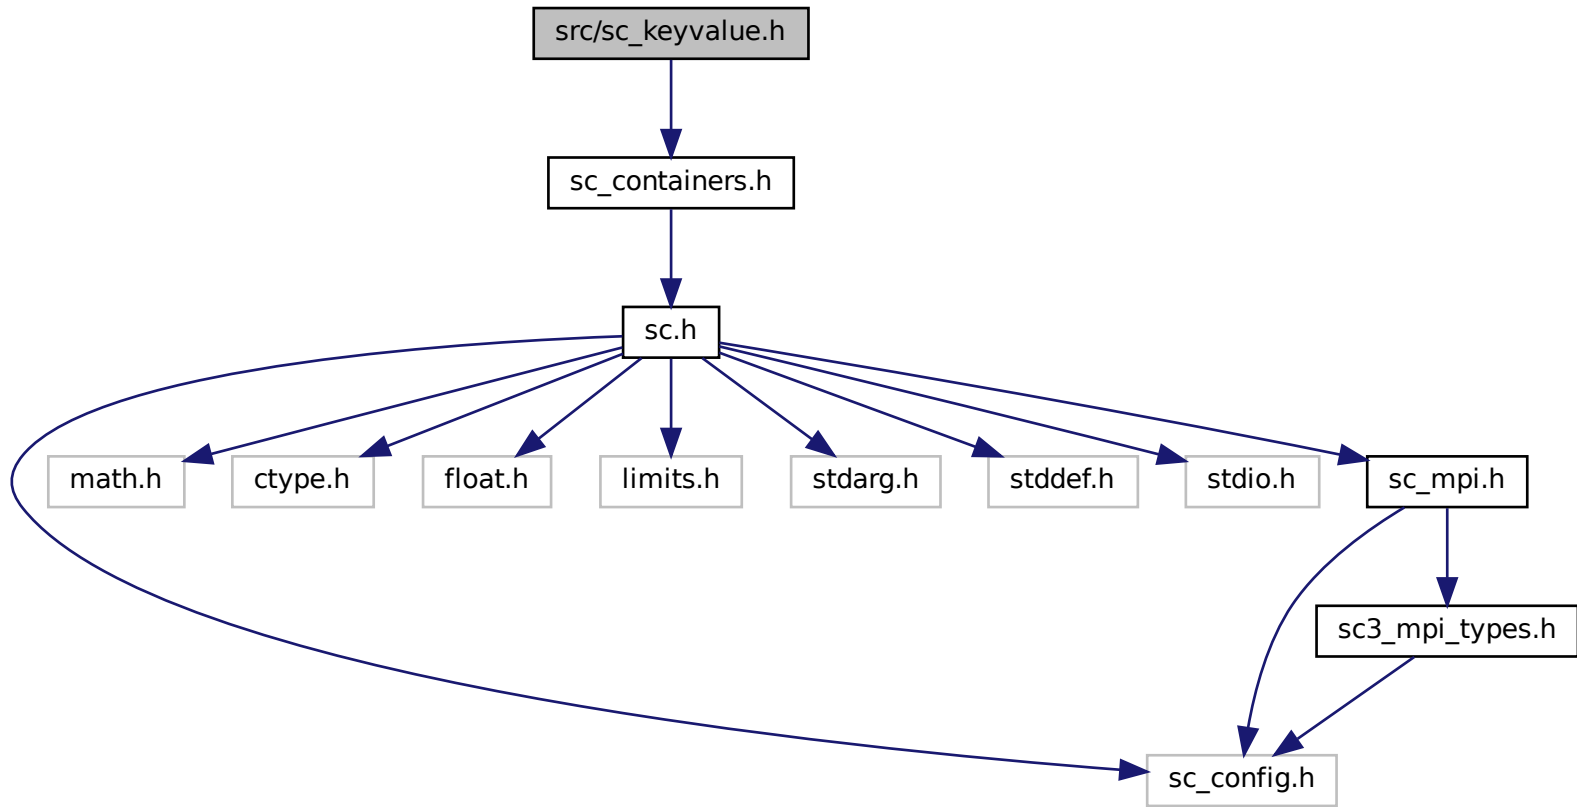 src/sc_keyvalue.h
sc_containers.h
sc.h
math.h
ctype.h
float.h
limits.h
stdarg.h
stddef.h
stdio.h
sc_mpi.h
sc3_mpi_types.h
sc_config.h